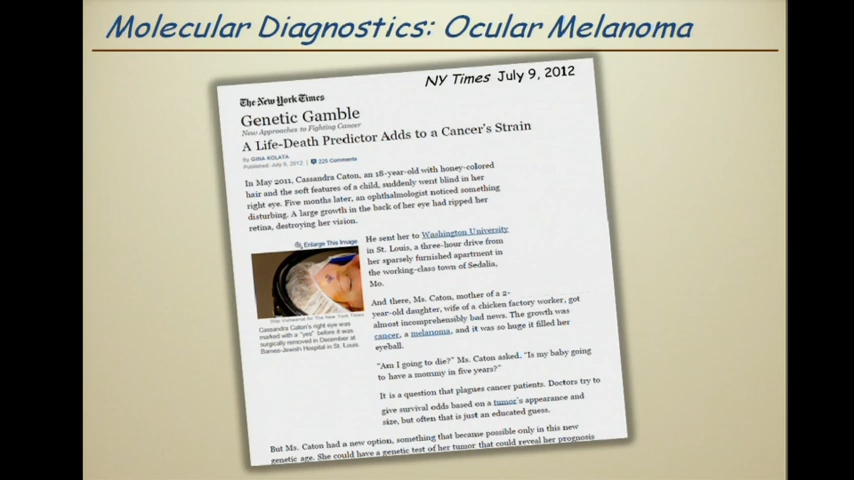 Molecular Diagnostics: Ocular Melanoma
NY Times July 9, 2012
The New York Times
Genetic Gamble
New Approaches to Fighting Cancer
A Life-Death Predictor Adds to a Cancer's Strain
By GINA KOLATA
Published: July 9, 2012 | 225 Comments
In May 2011, Cassandra Caton, an 18-year-old with honey-colored
hair and the soft features of a child, suddenly went blind in her
right eye. Five months later, an ophthalmologist noticed something
disturbing. A large growth in the back of her eye had ripped her
retina, destroying her vision.
Enlarge This Image
for The New York Times
Cassandra Caton's right eye was
marked with a "yes" before it was
surgically removed in December at
Barnes-Jewish Hospital in St. Louis.
He sent her to Washington University
in St. Louis, a three-hour drive from
her sparsely furnished apartment in
the working-class town of Sedalia,
Mo.
And there, Ms. Caton, mother of a 2-
year-old daughter, wife of a chicken factory worker, got
almost incomprehensibly bad news. The growth was
cancer, a melanoma, and it was so huge it filled her
eyeball.
"Am I going to die?" Ms. Caton asked. "Is my baby going
to have a mommy in five years?"
It is a question that plagues cancer patients. Doctors try to
give survival odds based on a tumor's appearance and
size, but often that is just an educated guess.
But Ms. Caton had a new option, something that became possible only in this new
genetic age. She could have a genetic test of her tumor that could reveal her prognosis